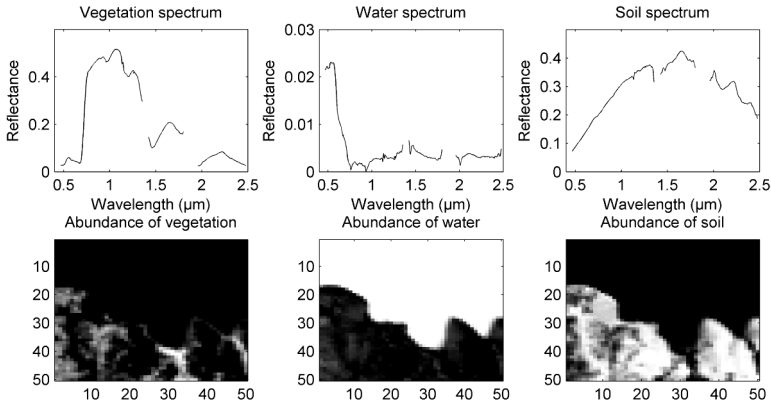 Vegetation spectrum Water spectrum Soil spectrum
Reflectance
0.4
0.2
0
0.5 1 1.5 2 2.5
Wavelength (µm)
Reflectance
0.03
0.02
0.01
0
0.5 1 1.5 2 2.5
Wavelength (µm)
Reflectance
0.4
0.3
0.2
0.1
0
0.5 1 1.5 2 2.5
Wavelength (µm)
Abundance of vegetation
10
20
30
40
50
10 20 30 40 50
Abundance of water
10
20
30
40
50
10 20 30 40 50
Abundance of soil
10
20
30
40
50
10 20 30 40 50